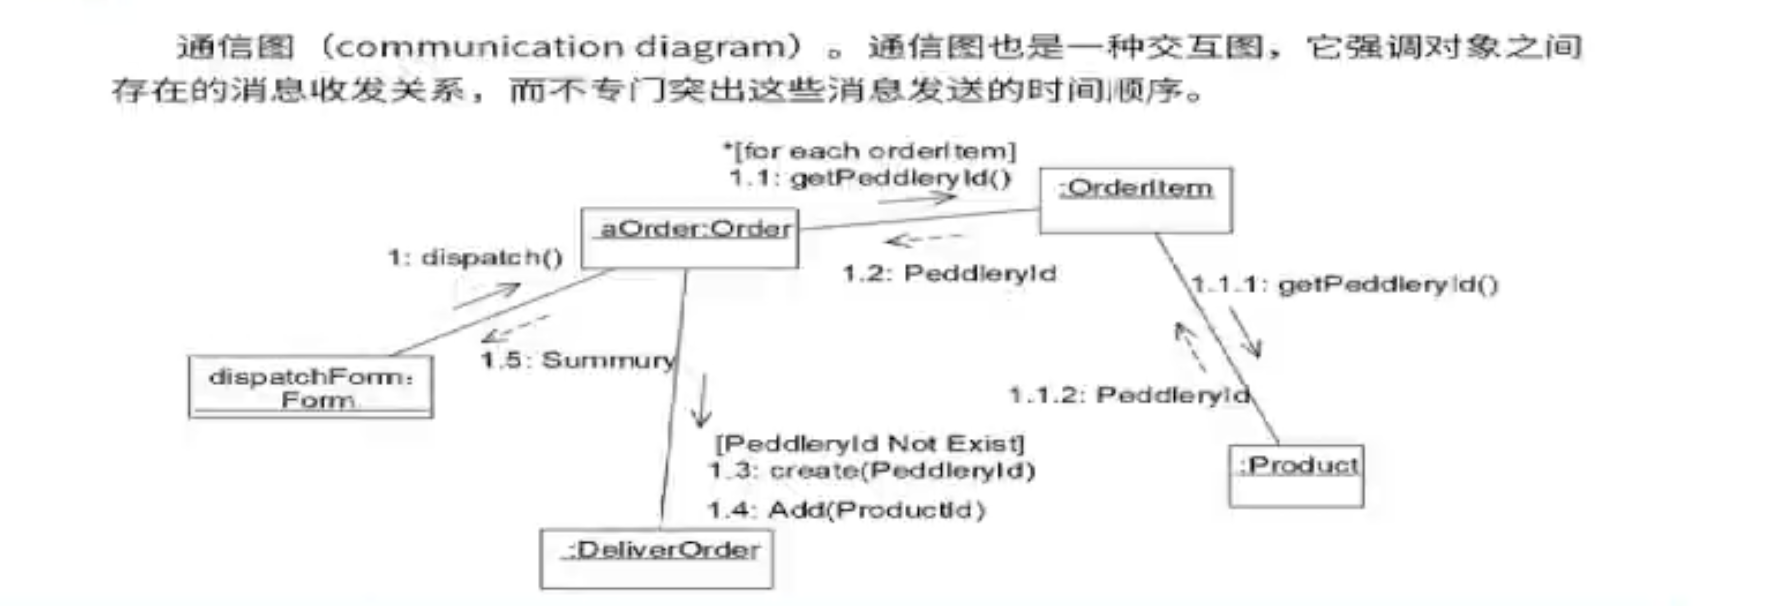 通信图（communication diagram）。通信图也是一种交互图，它强调对象之间
存在的消息收发关系，而不专门突出这些消息发送的时间顺序。
*[for each orderItem]
1.1: getPeddleryId()
:OrderItem
aOrder:Order
1: dispatch()
1.2: PeddleryId
1.1.1: getPeddleryId()
1.5: Summury
dispatchForm:
Form
1.1.2: PeddleryId
[PeddleryId Not Exist]
1.3: create(PeddleryId)
:Product
1.4: Add(ProductId)
:DeliverOrder